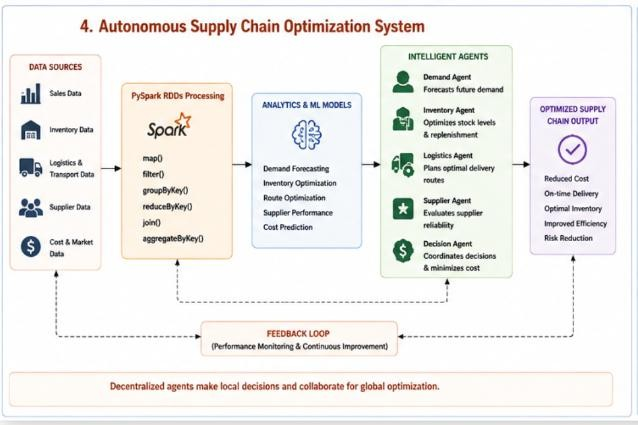 4. Autonomous Supply Chain Optimization System
DATA SOURCES
Sales Data
Inventory Data
Logistics &
Transport Data
Supplier Data
Cost & Market
Data
$
PySpark RDDs Processing
Spark
map()
filter()
groupByKey()
reduceByKey()
join()
aggregateByKey()
ANALYTICS & ML MODELS
Demand Forecasting
Inventory Optimization
Route Optimization
Supplier Performance
Cost Prediction
INTELLIGENT AGENTS
Demand Agent
Forecasts future demand
Inventory Agent
Optimizes stock levels
& replenishment
Logistics Agent
Plans optimal delivery
routes
Supplier Agent
Evaluates supplier
reliability
Decision Agent
Coordinates decisions
& minimizes cost
$
OPTIMIZED SUPPLY
CHAIN OUTPUT
Reduced Cost
On-time Delivery
Optimal Inventory
Improved Efficiency
Risk Reduction
FEEDBACK LOOP
(Performance Monitoring & Continuous Improvement)
Decentralized agents make local decisions and collaborate for global optimization.